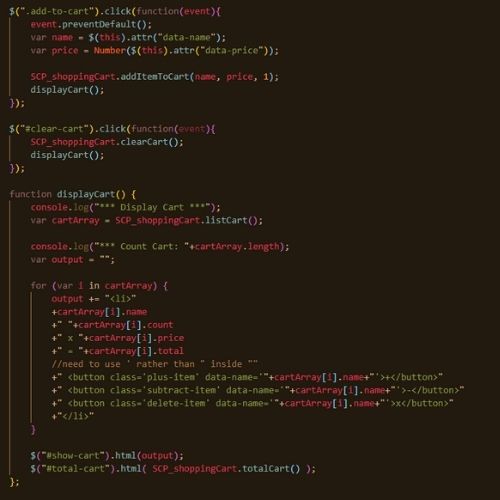 $(".add-to-cart").click(function(event){
    event.preventDefault();
    var name = $(this).attr("data-name");
    var price = Number($(this).attr("data-price"));

    SCP_shoppingCart.addItemToCart(name, price, 1);
    displayCart();
});

$("#clear-cart").click(function(event){
    SCP_shoppingCart.clearCart();
    displayCart();
});

function displayCart() {
    console.log("*** Display Cart ***");
    var cartArray = SCP_shoppingCart.listCart();

    console.log("*** Count Cart: "+cartArray.length);
    var output = "";

    for (var i in cartArray) {
        output += "<li>"
        +cartArray[i].name
        +" "+cartArray[i].count
        +" x "+cartArray[i].price
        +" = "+cartArray[i].total
        //need to use ' rather than " inside ""
        +" <button class='plus-item' data-name='"+cartArray[i].name+"'>+</button>"
        +" <button class='subtract-item' data-name='"+cartArray[i].name+"'>-</button>"
        +" <button class='delete-item' data-name='"+cartArray[i].name+"'>x</button>"
        +"</li>"
    }

    $("#show-cart").html(output);
    $("#total-cart").html( SCP_shoppingCart.totalCart() );
};